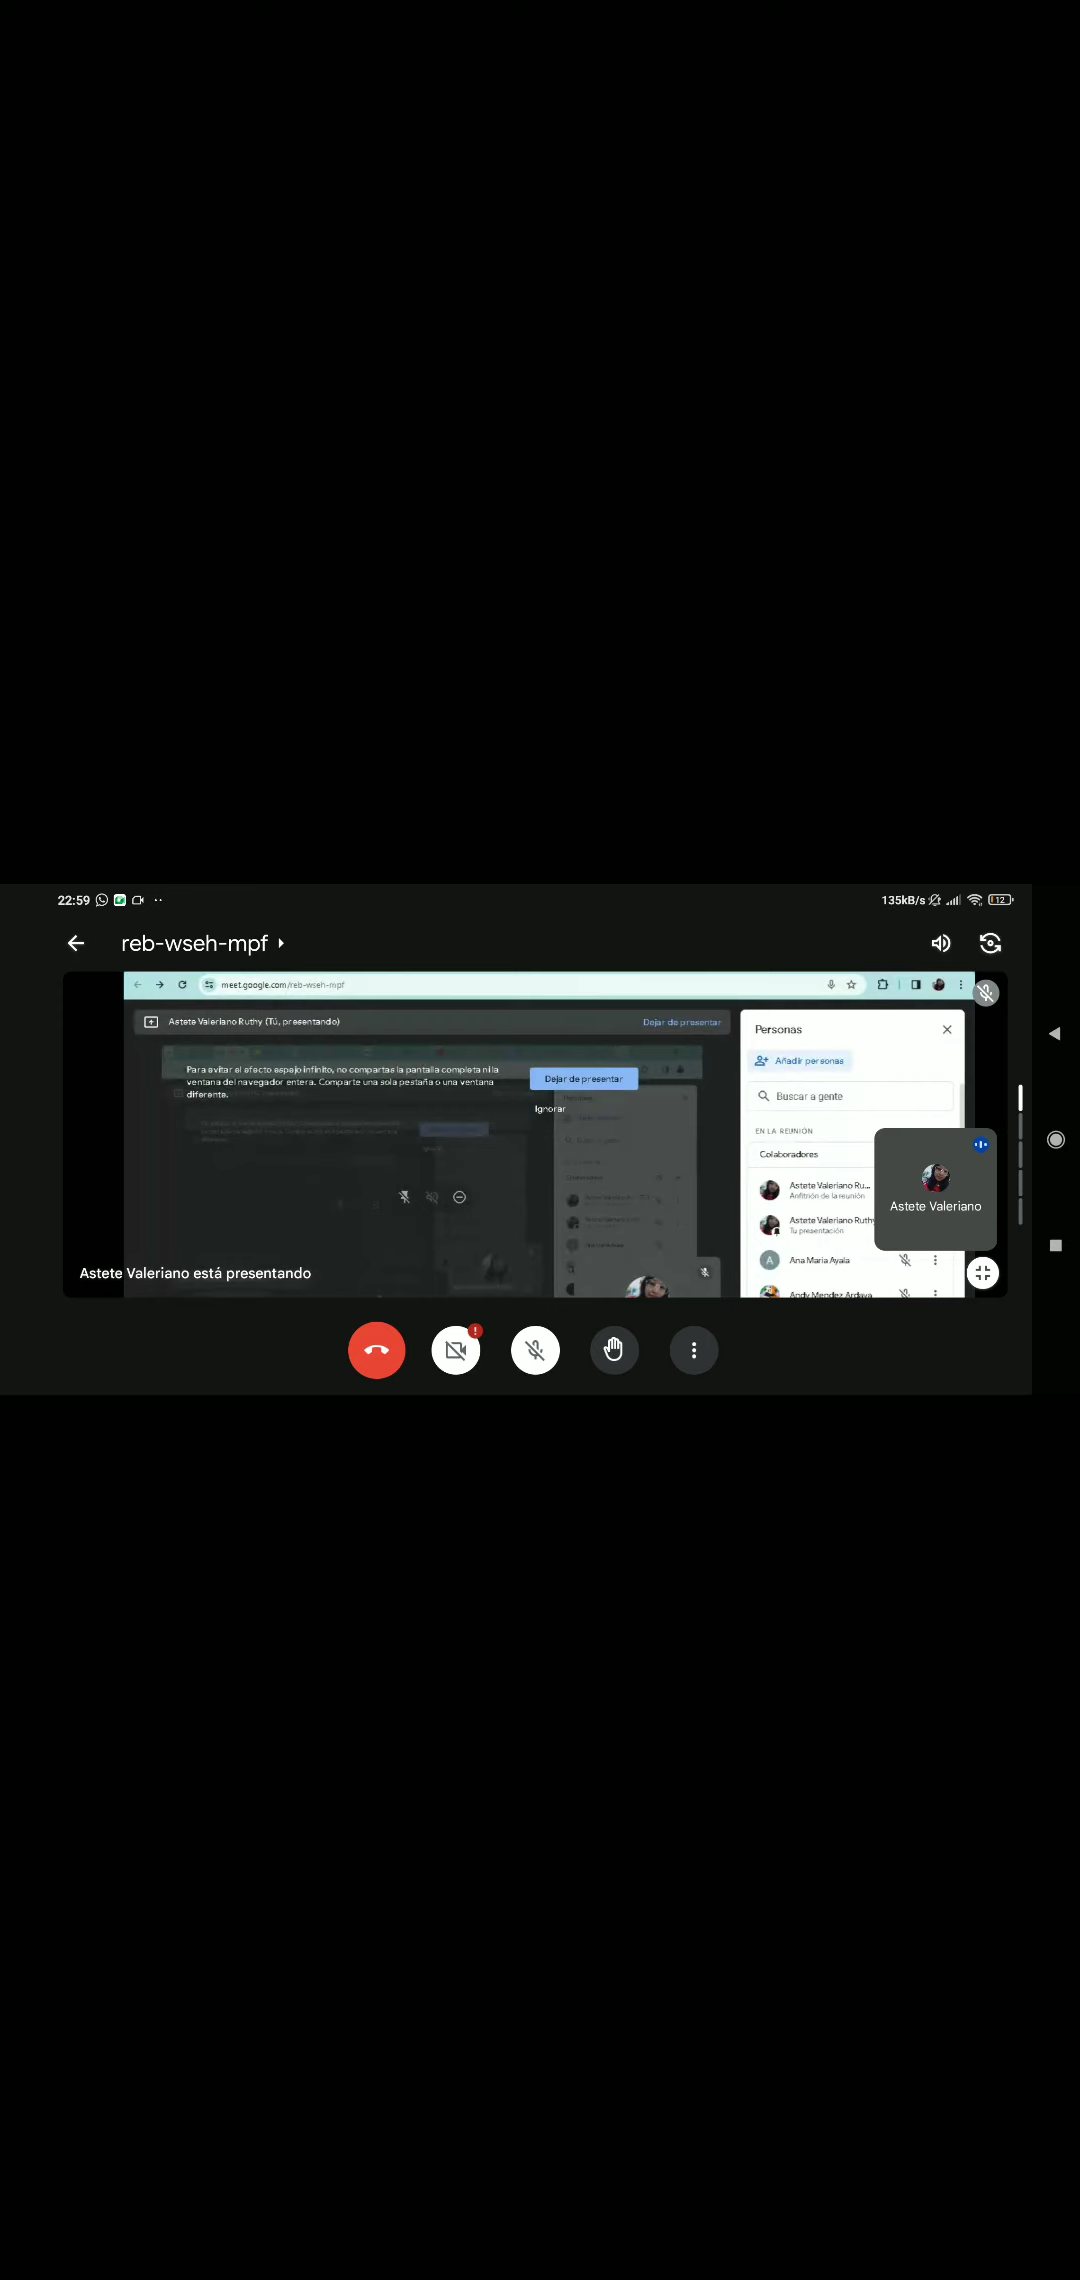 22:59
135kB/s
12
reb-wseh-mpf
meet.google.com/reb-wseh-mpf
Astete Valeriano Ruthy (Tú, presentando)
Dejar de presentar
Para evitar el efecto espejo infinito, no compartas la pantalla completa ni la
ventana del navegador entera. Comparte una sola pestaña o una ventana
diferente.
Dejar de presentar
Ignorar
Personas
Añadir personas
Buscar a gente
EN LA REUNIÓN
Colaboradores
Astete Valeriano Ru...
Anfitrión de la reunión
Astete Valeriano Ruthy
Tu presentación
A
Ana Maria Ayala
Andy Mendez Ardaya
Astete Valeriano
Astete Valeriano está presentando